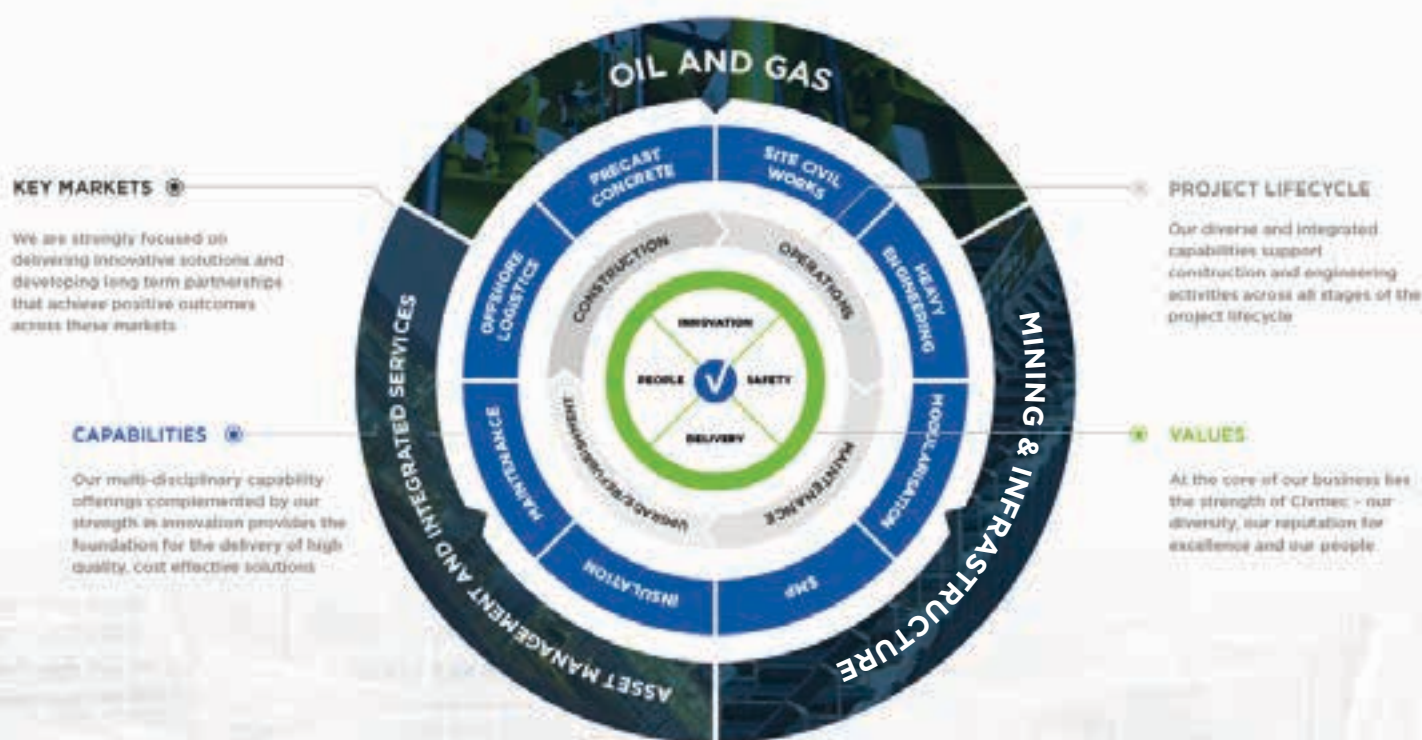 OIL AND GAS
KEY MARKETS
We are strongly focused on
delivering innovative solutions and
developing long term partnerships
that achieve positive outcomes
across these markets
CAPABILITIES
Our multi-disciplinary capability
offerings complemented by our
strength in innovation provides the
foundation for the delivery of high
quality, cost effective solutions
PROJECT LIFECYCLE
Our diverse and integrated
capabilities support
construction and engineering
activities across all stages of the
project lifecycle
VALUES
At the core of our business lies
the strength of Civmec - our
diversity, our reputation for
excellence and our people
MINING & INFRASTRUCTURE
ASSET MANAGEMENT AND INTEGRATED SERVICES
PRECAST
CONCRETE
SITE CIVIL
WORKS
HEAVY
ENGINEERING
MODULARISATION
SMP
INSULATION
MAINTENANCE
OFFSHORE
LOGISTICS
CONSTRUCTION
OPERATIONS
MAINTENANCE
UPGRADE/REFURBISHMENT
INNOVATION
PEOPLE
SAFETY
DELIVERY